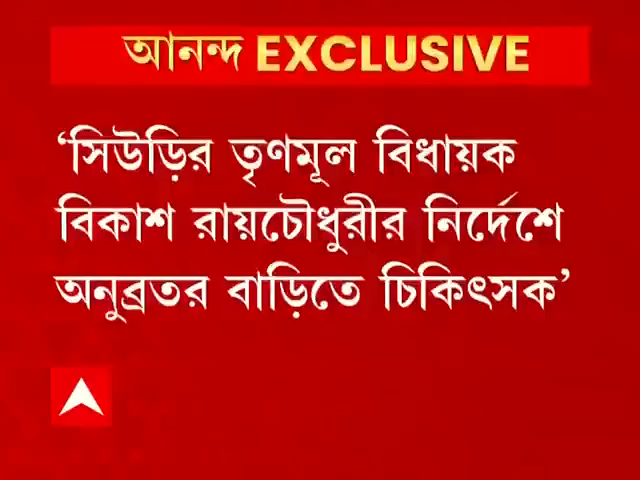 আনন্দ EXCLUSIVE
‘সিউড়ির তৃণমূল বিধায়ক
বিকাশ রায়চৌধুরীর নির্দেশে
অনুব্রতর বাড়িতে চিকিৎসক’